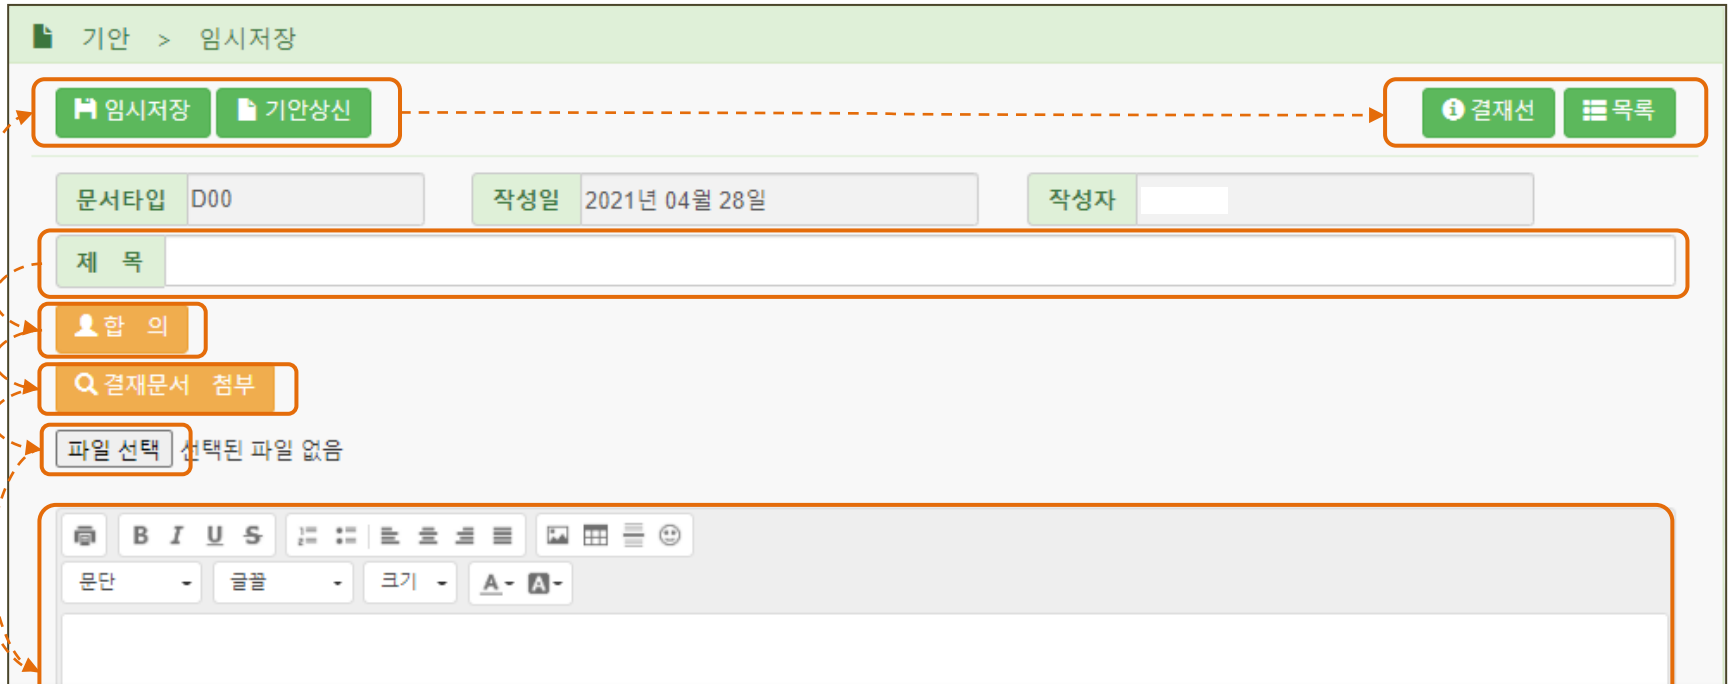 기안 > 임시저장
임시저장 기안상신 결재선 목록
문서타입 D00 작성일 2021년 04월 28일 작성자
제 목
합 의
결재문서 첨부
파일 선택 선택된 파일 없음
B I U S
문단 글꼴 크기 A A